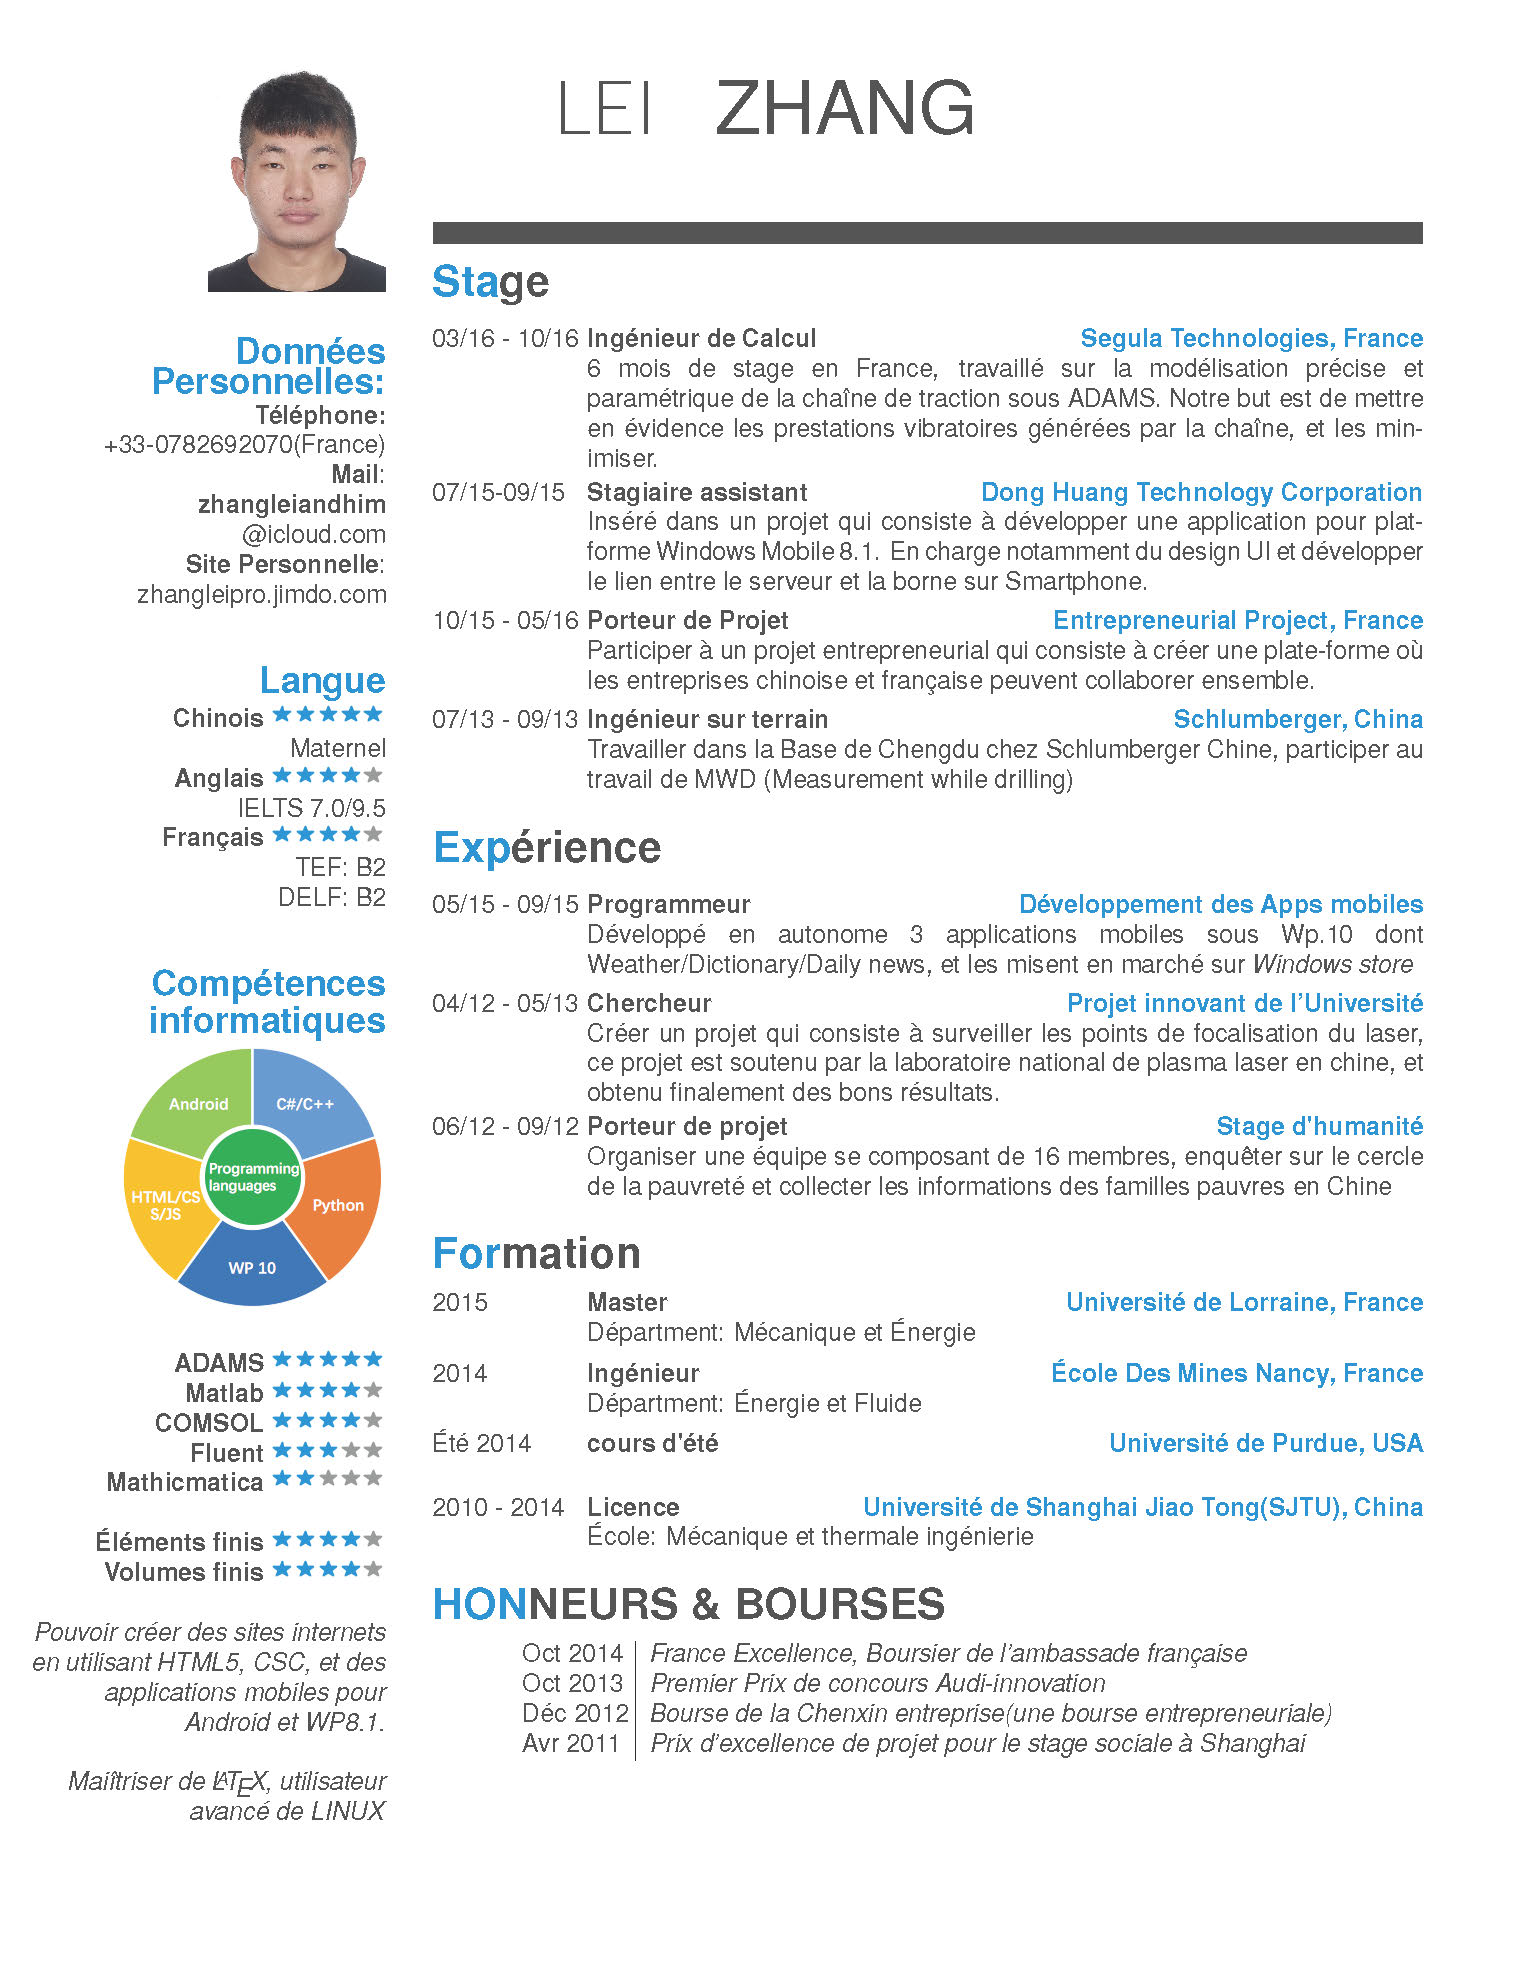 LEI ZHANG
Données
Personnelles:
Téléphone:
+33-0782692070(France)
Mail:
zhangleiandhim
@icloud.com
Site Personnelle:
zhangleipro.jimdo.com
Langue
Chinois
Maternel
Anglais
IELTS 7.0/9.5
Français
TEF: B2
DELF: B2
Compétences
informatiques
Android
C#/C++
Programming
languages
HTML/CS
S/JS
Python
WP 10
ADAMS
Matlab
COMSOL
Fluent
Mathicmatica
Éléments finis
Volumes finis
Pouvoir créer des sites internets
en utilisant HTML5, CSC, et des
applications mobiles pour
Android et WP8.1.
Maiîtriser de LATEX, utilisateur
avancé de LINUX
Stage
03/16 - 10/16 Ingénieur de Calcul Segula Technologies, France
6 mois de stage en France, travaillé sur la modélisation précise et
paramétrique de la chaîne de traction sous ADAMS. Notre but est de mettre
en évidence les prestations vibratoires générées par la chaîne, et les min-
imiser.
07/15-09/15 Stagiaire assistant Dong Huang Technology Corporation
Inséré dans un projet qui consiste à développer une application pour plat-
forme Windows Mobile 8.1. En charge notamment du design UI et développer
le lien entre le serveur et la borne sur Smartphone.
10/15 - 05/16 Porteur de Projet Entrepreneurial Project, France
Participer à un projet entrepreneurial qui consiste à créer une plate-forme où
les entreprises chinoise et française peuvent collaborer ensemble.
07/13 - 09/13 Ingénieur sur terrain Schlumberger, China
Travailler dans la Base de Chengdu chez Schlumberger Chine, participer au
travail de MWD (Measurement while drilling)
Expérience
05/15 - 09/15 Programmeur Développement des Apps mobiles
Développé en autonome 3 applications mobiles sous Wp.10 dont
Weather/Dictionary/Daily news, et les misent en marché sur Windows store
04/12 - 05/13 Chercheur Projet innovant de l'Université
Créer un projet qui consiste à surveiller les points de focalisation du laser,
ce projet est soutenu par la laboratoire national de plasma laser en chine, et
obtenu finalement des bons résultats.
06/12 - 09/12 Porteur de projet Stage d'humanité
Organiser une équipe se composant de 16 membres, enquêter sur le cercle
de la pauvreté et collecter les informations des familles pauvres en Chine
Formation
2015 Master Université de Lorraine, France
Départment: Mécanique et Énergie
2014 Ingénieur École Des Mines Nancy, France
Départment: Énergie et Fluide
Été 2014 cours d'été Université de Purdue, USA
2010 - 2014 Licence Université de Shanghai Jiao Tong(SJTU), China
École: Mécanique et thermale ingénierie
HONNEURS & BOURSES
Oct 2014 France Excellence, Boursier de l'ambassade française
Oct 2013 Premier Prix de concours Audi-innovation
Déc 2012 Bourse de la Chenxin entreprise(une bourse entrepreneuriale)
Avr 2011 Prix d'excellence de projet pour le stage sociale à Shanghai